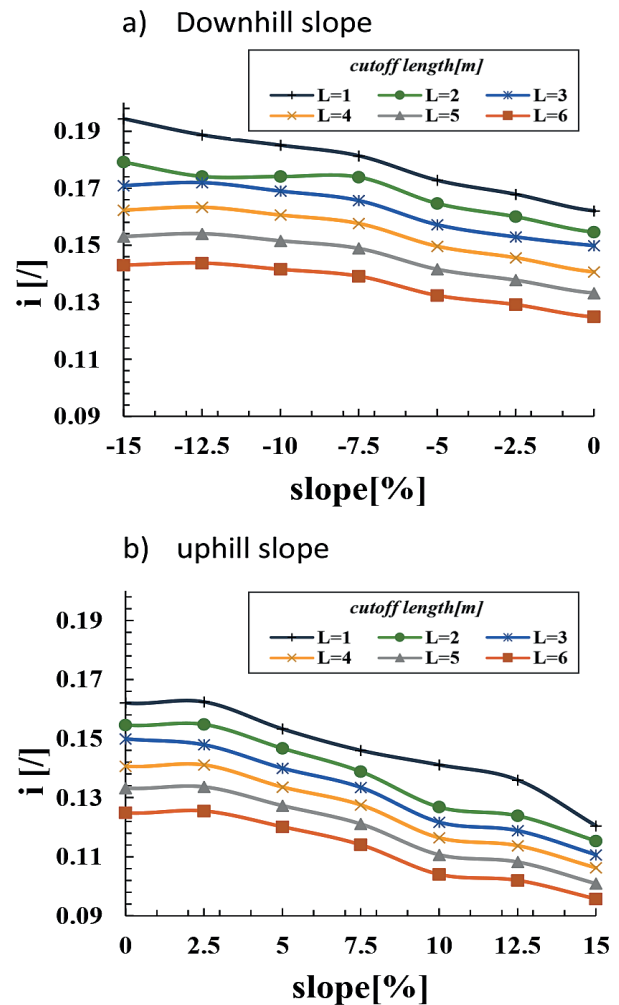 a) Downhill slope
cutoff length[m]
L=1 L=2 L=3
L=4 L=5 L=6
0.19
0.17
0.15
0.13
0.11
0.09
i [/]
-15 -12.5 -10 -7.5 -5 -2.5 0
slope[%]
b) uphill slope
cutoff length[m]
L=1 L=2 L=3
L=4 L=5 L=6
0.19
0.17
0.15
0.13
0.11
0.09
i [/]
0 2.5 5 7.5 10 12.5 15
slope[%]